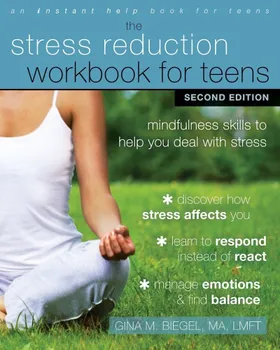 an instant help book for teens
the
stress reduction
workbook for teens
SECOND EDITION
mindfulness skills to
help you deal with stress
* discover how
stress affects you
* learn to respond
instead of react
* manage emotions
& find balance
GINA M. BIEGEL, MA, LMFT